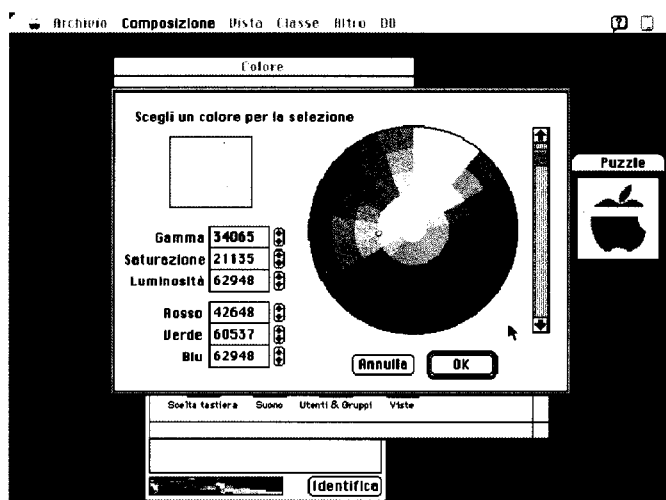 Archivio Composizione Vista Classe Altro DB
Colore
Scegli un colore per la selezione
Puzzle
Gamma 34065
Saturazione 21135
Luminosità 62948
Rosso 42648
Verde 60537
Blu 62948
Annulla OK
Scelta tastiera Suono Utenti & Gruppi Viste
Identifica